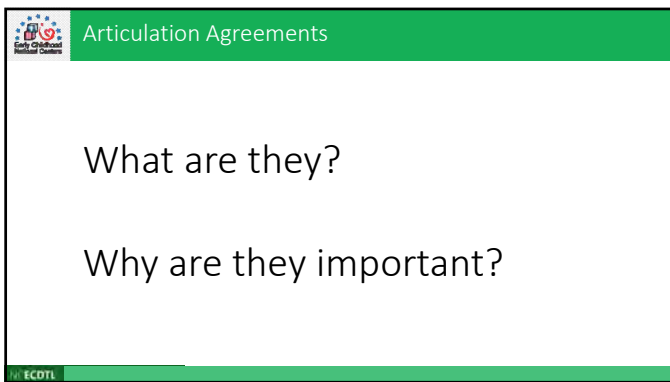 Early Childhood
National Centers
Articulation Agreements
What are they?
Why are they important?
ECDTL